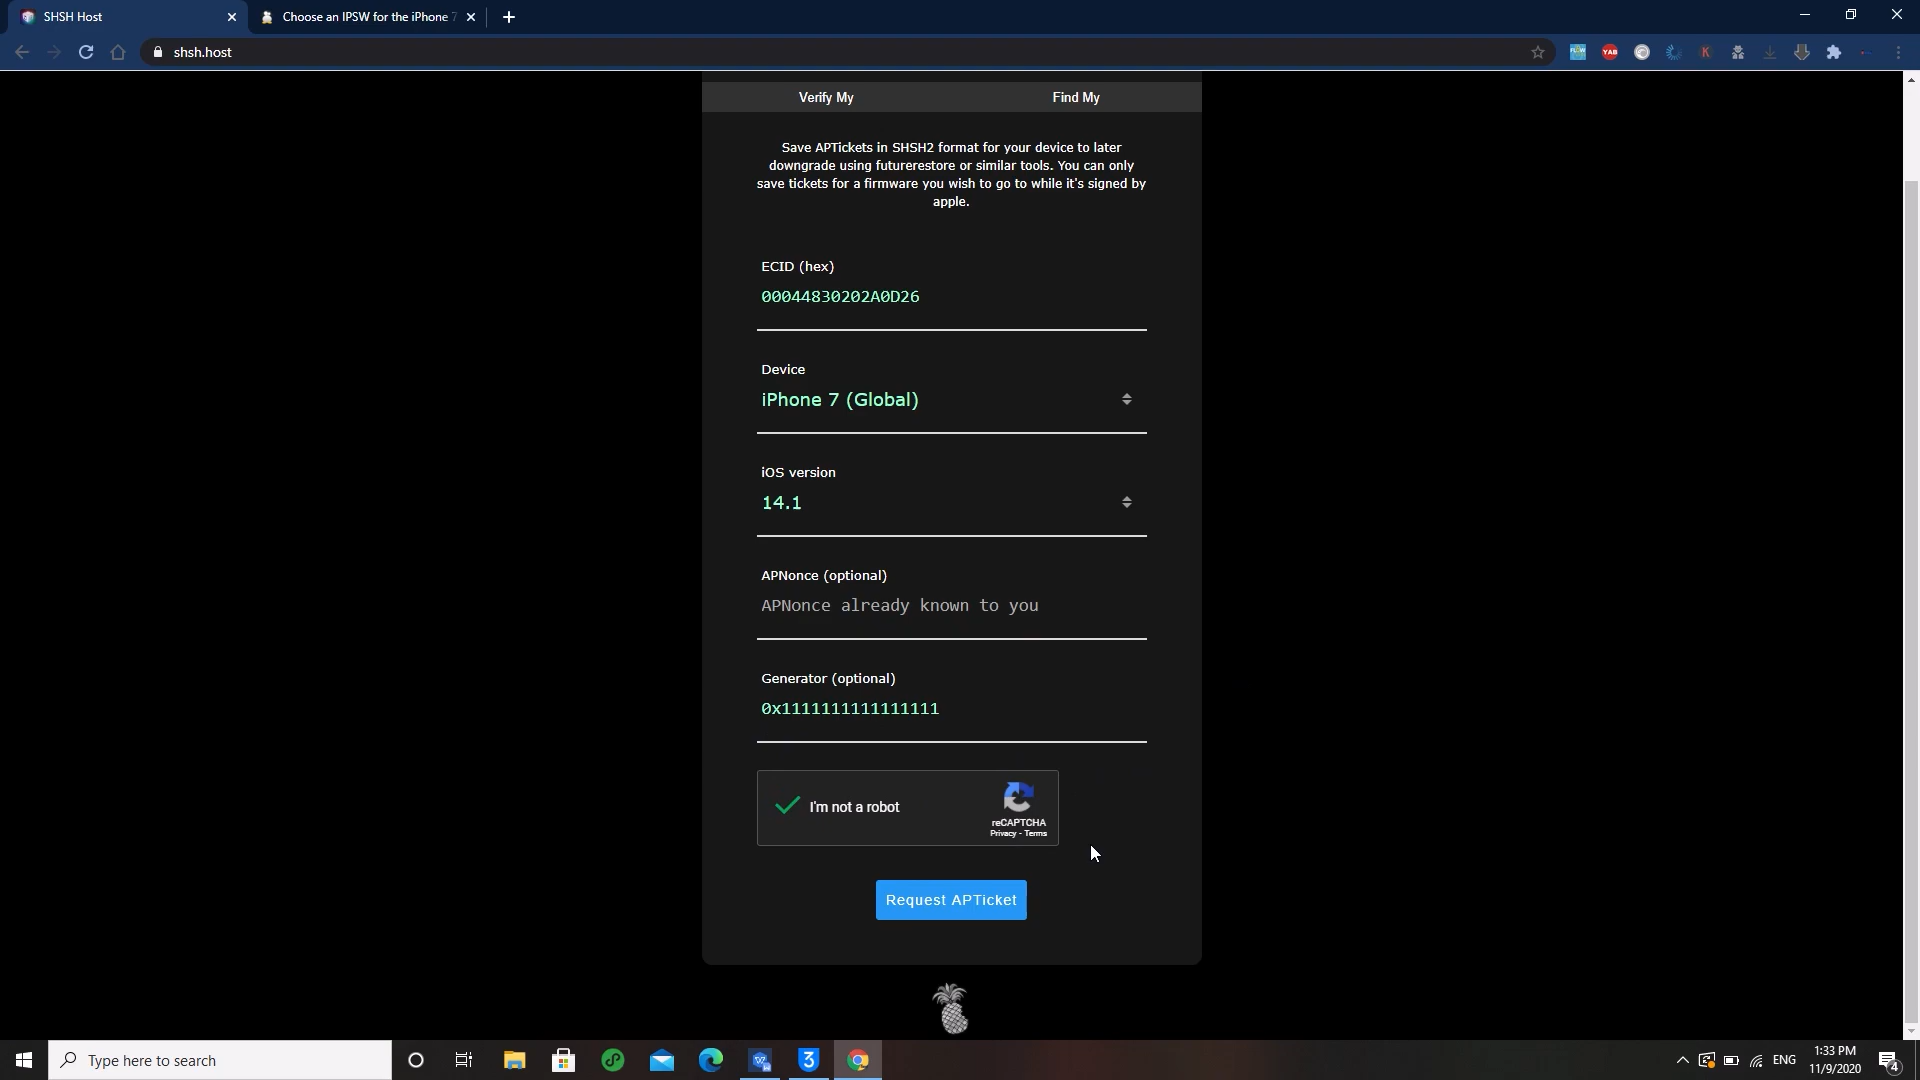 SHSH Host
Choose an IPSW for the iPhone 7
shsh.host
FLOW
YAB
K
Verify My
Find My
Save APTickets in SHSH2 format for your device to later
downgrade using futurerestore or similar tools. You can only
save tickets for a firmware you wish to go to while it's signed by
apple.
ECID (hex)
00044830202A0D26
Device
iPhone 7 (Global)
iOS version
14.1
APNonce (optional)
APNonce already known to you
Generator (optional)
0x1111111111111111
I'm not a robot
reCAPTCHA
Privacy - Terms
Request APTicket
Type here to search
3
ENG
1:33 PM
11/9/2020
4